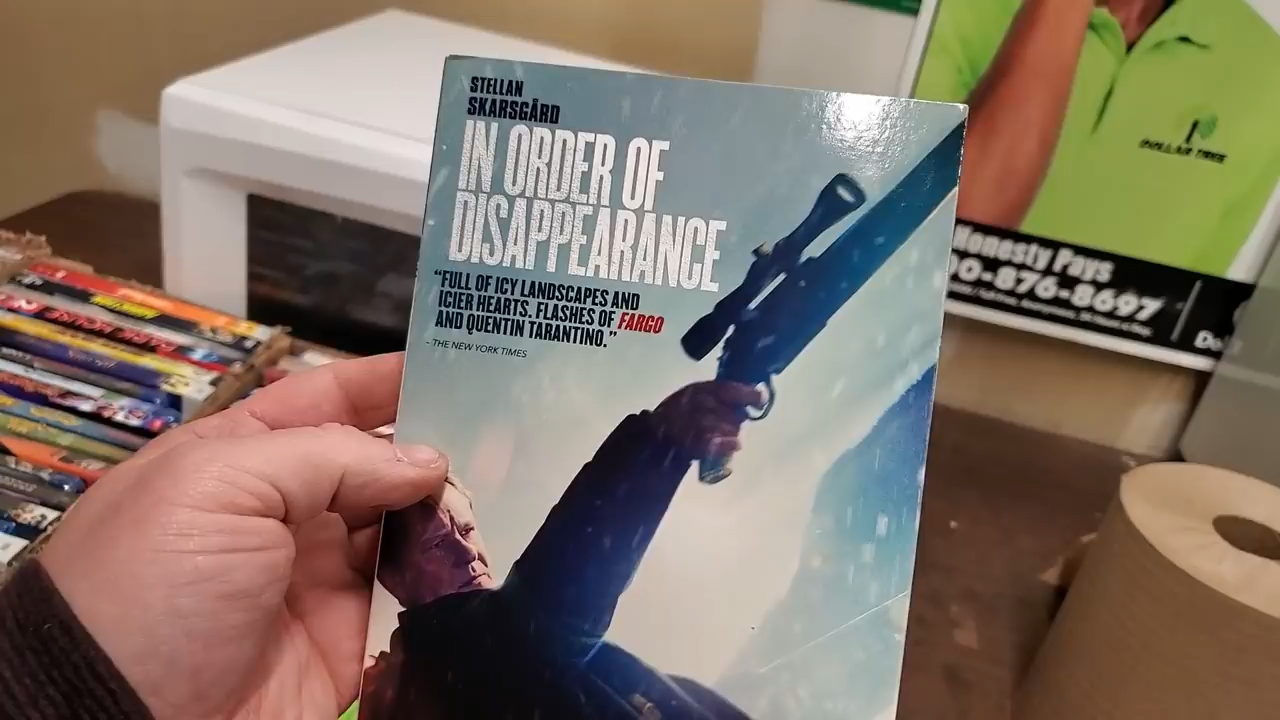 STELLAN
SKARSGÅRD
IN ORDER OF
DISAPPEARANCE
“FULL OF ICY LANDSCAPES AND
ICIER HEARTS. FLASHES OF FARGO
AND QUENTIN TARANTINO.”
- THE NEW YORK TIMES
DOLLAR TREE
Honesty Pays
00-876-8697